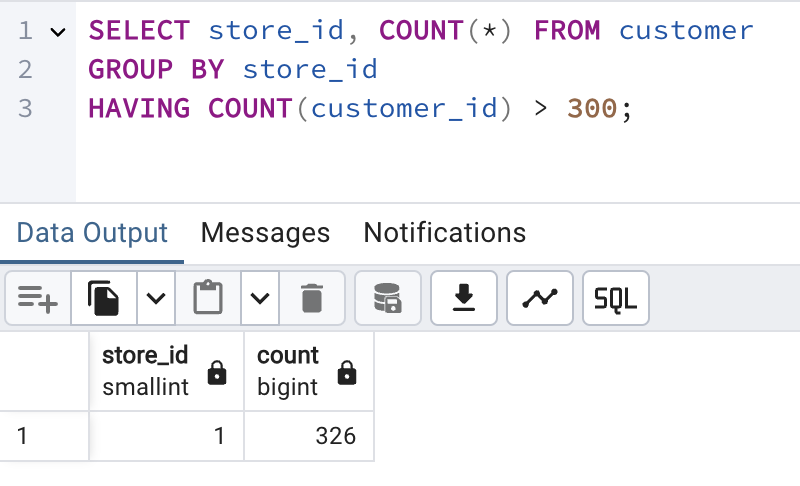 1 SELECT store_id, COUNT(*) FROM customer
2 GROUP BY store_id
3 HAVING COUNT(customer_id) > 300;
Data Output Messages Notifications
SQL
store_id count
smallint bigint
1 1 326